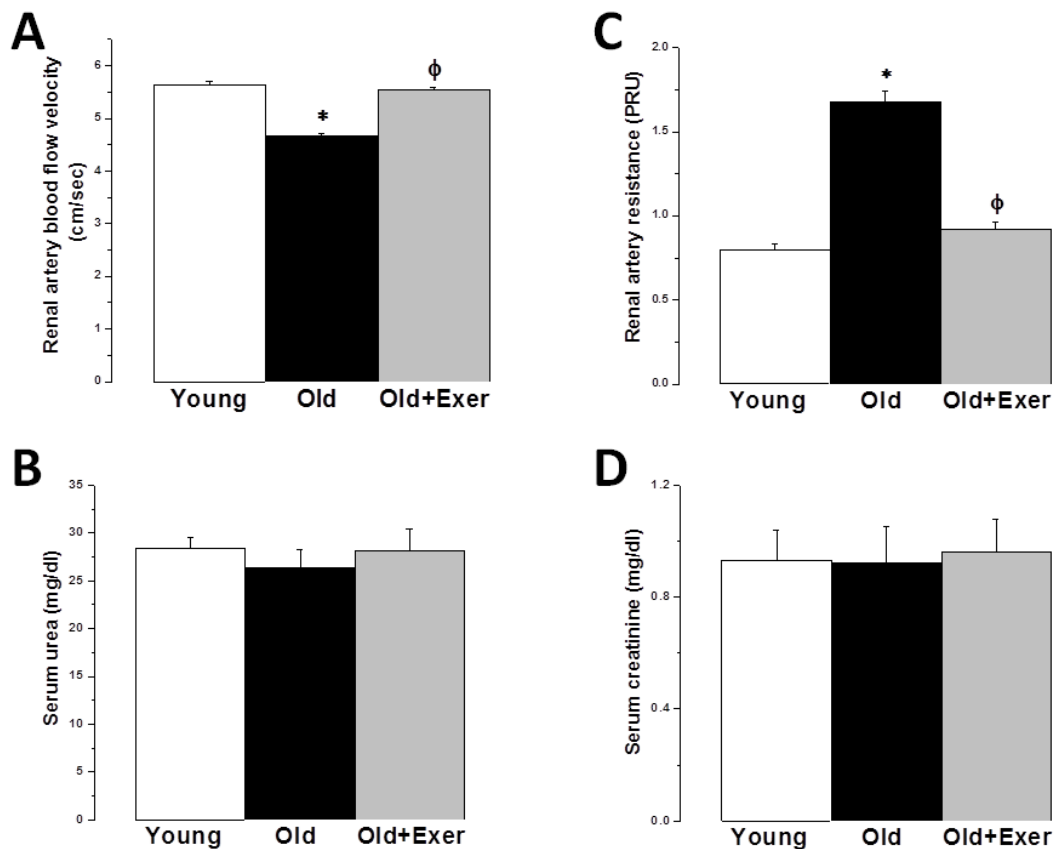 A
Renal artery blood flow velocity
(cm/sec)
6
5
4
3
2
1
0
*
ϕ
Young Old Old+Exer
C
Renal artery resistance (PRU)
2.0
1.5
1.0
0.5
0.0
*
ϕ
Young Old Old+Exer
B
Serum urea (mg/dl)
35
30
25
20
15
10
5
0
Young Old Old+Exer
D
Serum creatinine (mg/dl)
1.2
0.8
0.4
0.0
Young Old Old+Exer